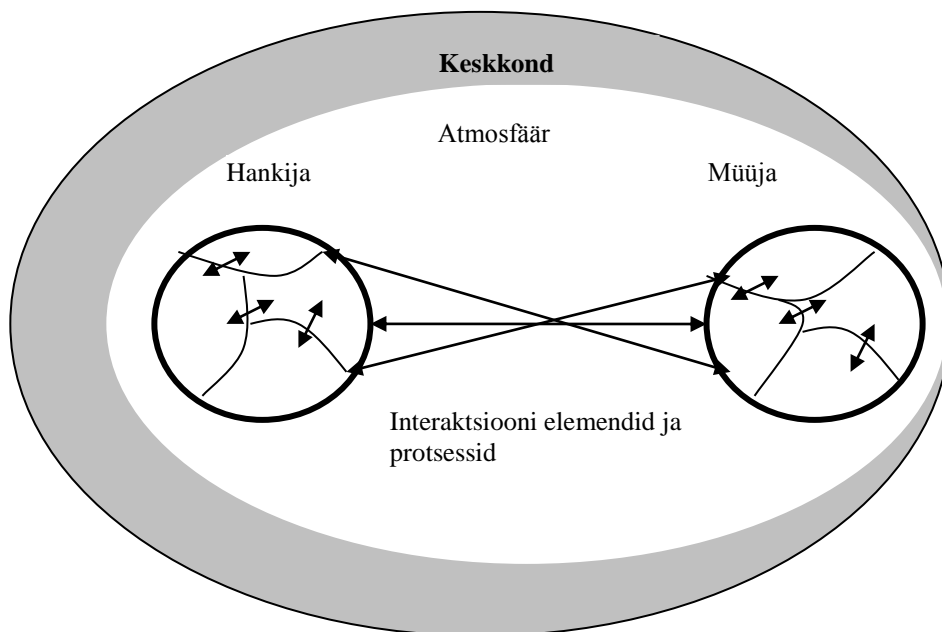 Keskkond
Atmosfäär
Hankija
Müüja
Interaktsiooni elemendid ja
protsessid